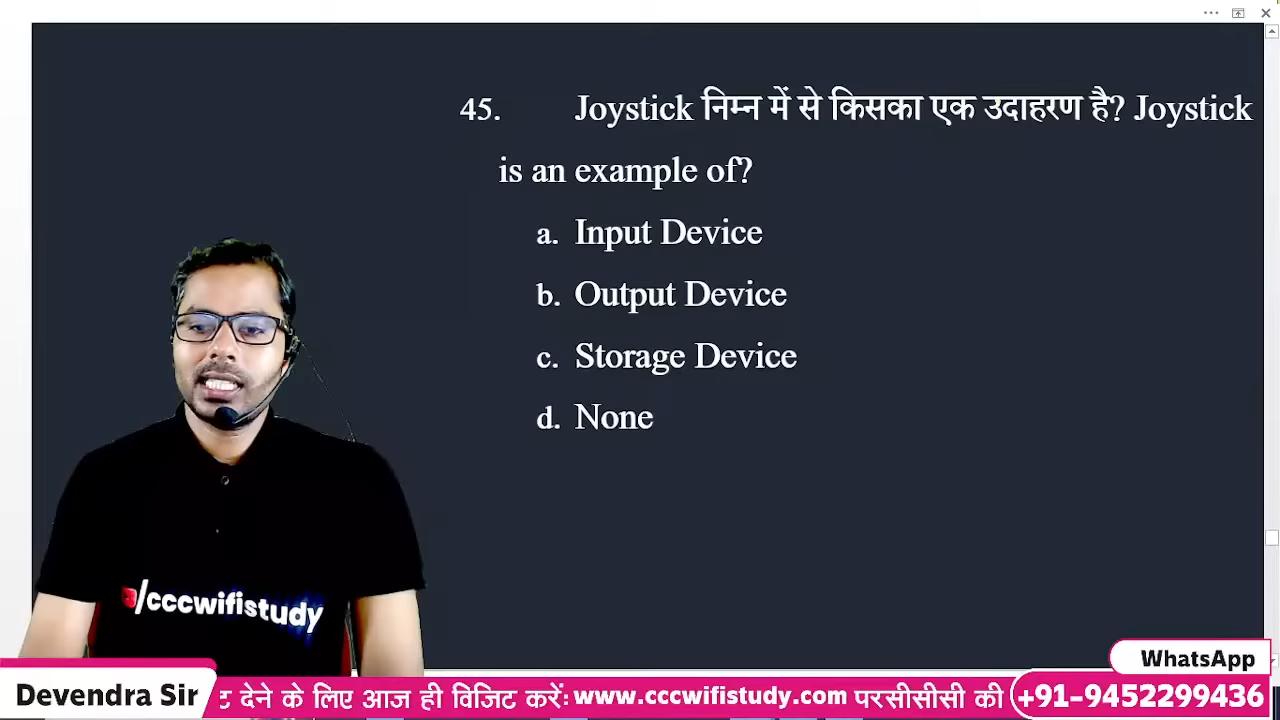 45. Joystick निम्न में से किसका एक उदाहरण है? Joystick
is an example of?
a. Input Device
b. Output Device
c. Storage Device
d. None
/cccwifistudy
WhatsApp
Devendra Sir
देने के लिए आज ही विजिट करें: www.cccwifistudy.com परसीसीसी की
+91-9452299436